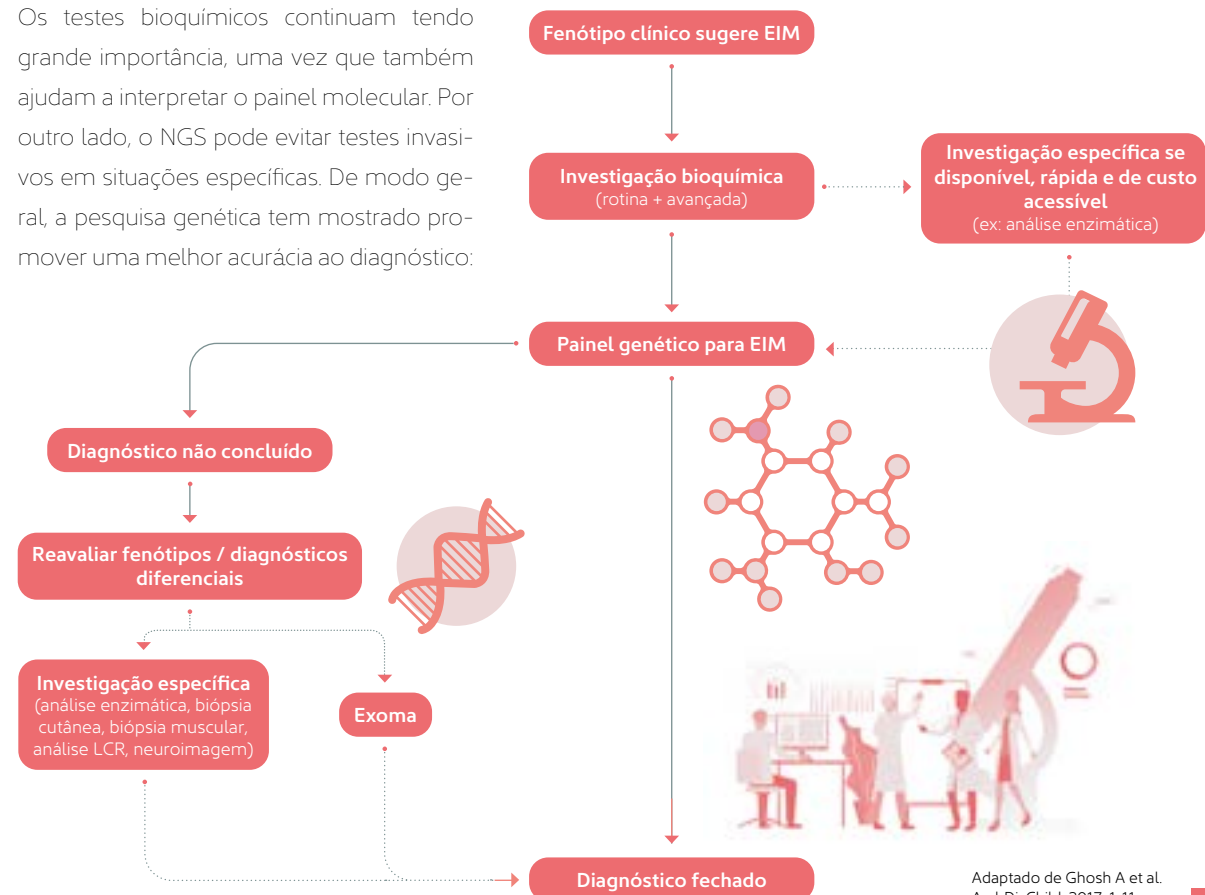 Os testes bioquímicos continuam tendo
grande importância, uma vez que também
ajudam a interpretar o painel molecular. Por
outro lado, o NGS pode evitar testes invasi-
vos em situações específicas. De modo ge-
ral, a pesquisa genética tem mostrado pro-
mover uma melhor acurácia ao diagnóstico:
Fenótipo clínico sugere EIM
Investigação bioquímica
(rotina + avançada)
Investigação específica se
disponível, rápida e de custo
acessível
(ex: análise enzimática)
Painel genético para EIM
Diagnóstico não concluído
Reavaliar fenótipos / diagnósticos
diferenciais
Investigação específica
(análise enzimática, biópsia
cutânea, biópsia muscular,
análise LCR, neuroimagem)
Exoma
Diagnóstico fechado
Adaptado de Ghosh A et al.